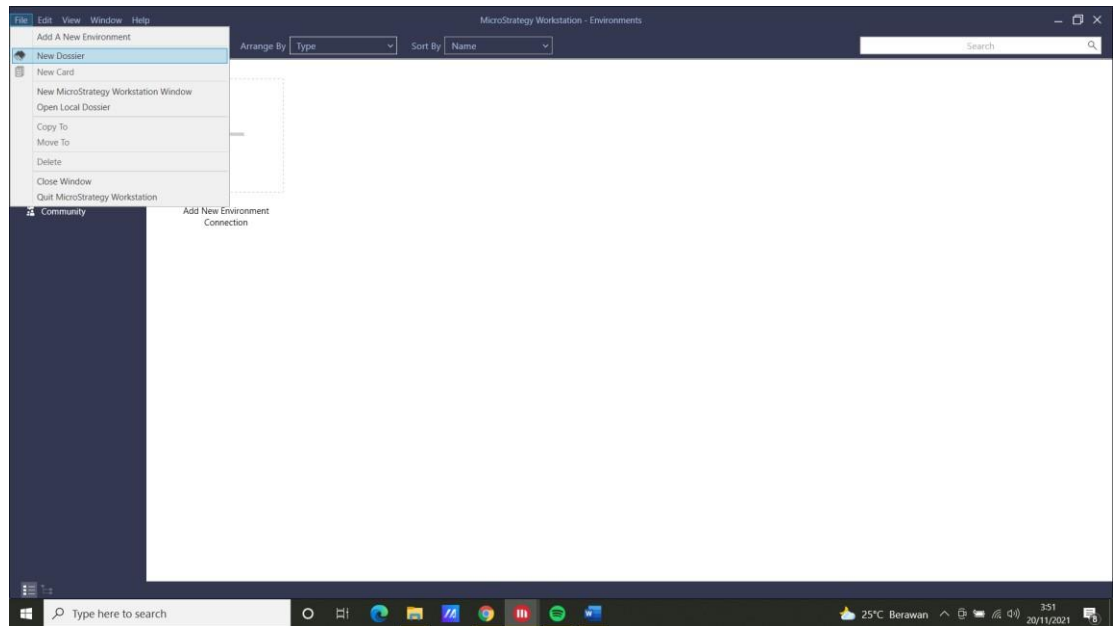 File Edit View Window Help
MicroStrategy Workstation - Environments
Add A New Environment
New Dossier
New Card
New MicroStrategy Workstation Window
Open Local Dossier
Copy To
Move To
Delete
Close Window
Quit MicroStrategy Workstation
Arrange By Type
Sort By Name
Search
Community
Add New Environment
Connection
Type here to search
25°C Berawan
3:51
20/11/2021